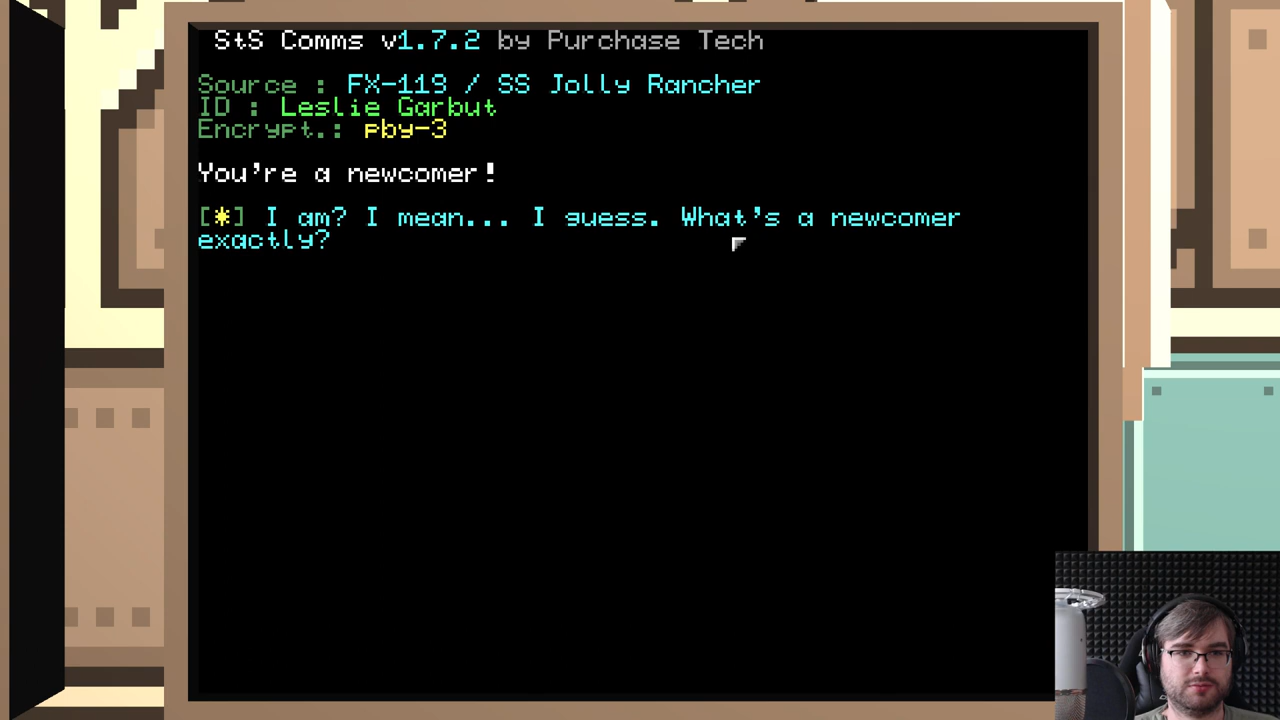 StS Comms v1.7.2 by Purchase Tech
Source : FX-119 / SS Jolly Rancher
ID : Leslie Garbut
Encrypt.: pby-3
You're a newcomer!
[*] I am? I mean... I guess. What's a newcomer
exactly?